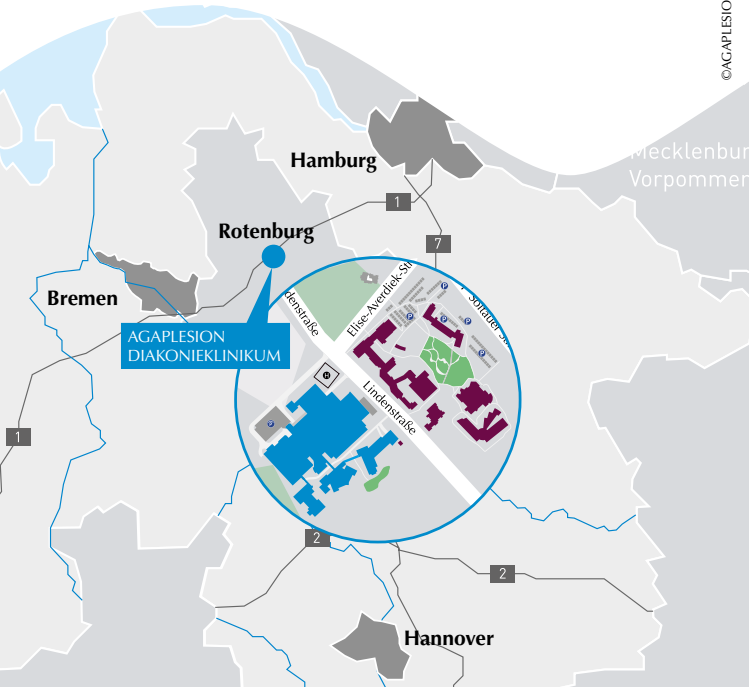 ©AGAPLESIO
Mecklenbur
Vorpommer
Hamburg
1
Rotenburg
7
Bremen
AGAPLESION
DIAKONIEKLINIKUM
denstraße
Elise-Averdiek-Str
Soltauer St
P
P
P
P
P
H
Lindenstraße
P
1
2
2
Hannover